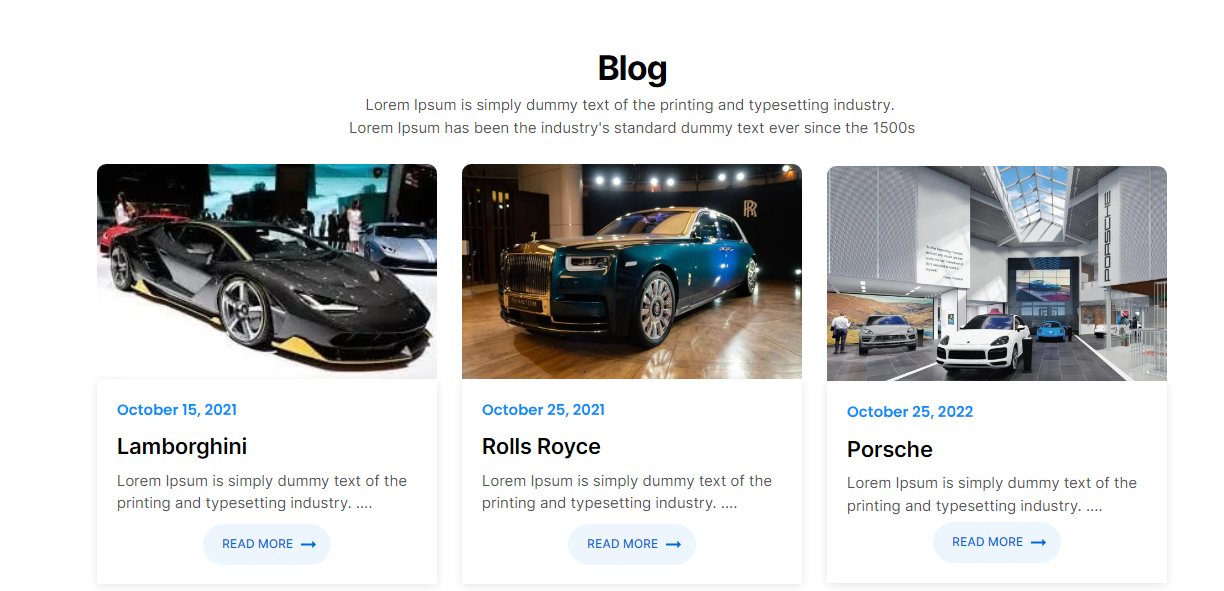 Blog
Lorem Ipsum is simply dummy text of the printing and typesetting industry.
Lorem Ipsum has been the industry's standard dummy text ever since the 1500s
RR
PHANTOM
PORSCHE
October 15, 2021
Lamborghini
Lorem Ipsum is simply dummy text of the
printing and typesetting industry. ....
READ MORE
October 25, 2021
Rolls Royce
Lorem Ipsum is simply dummy text of the
printing and typesetting industry. ....
READ MORE
October 25, 2022
Porsche
Lorem Ipsum is simply dummy text of the
printing and typesetting industry. ....
READ MORE